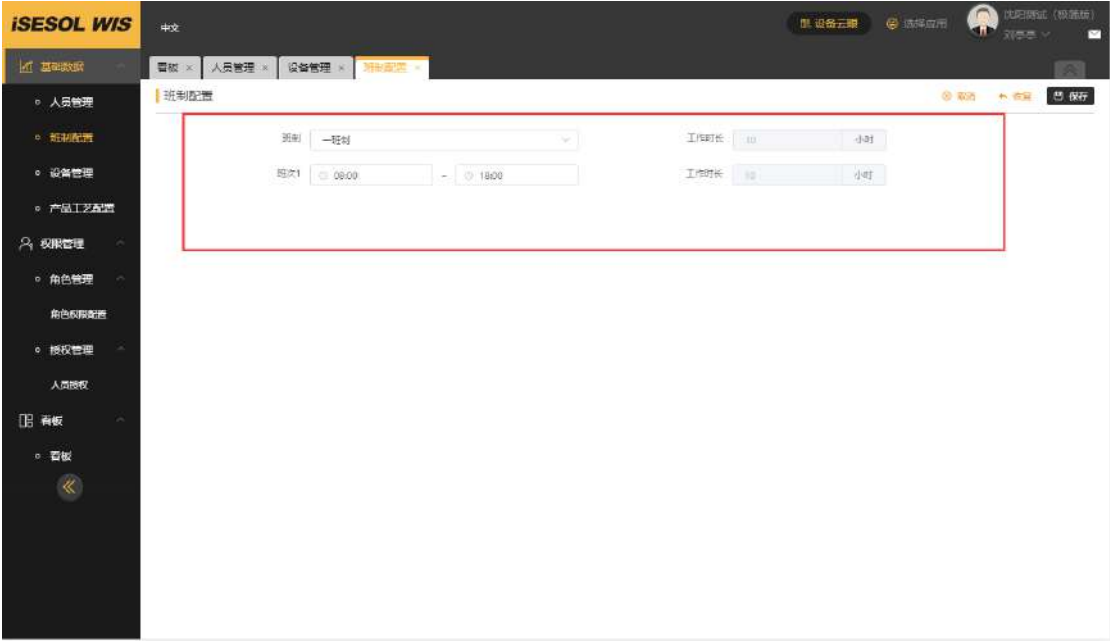 iSESOL WIS
中文
设备云眼
选择应用
沈阳测试（极简版）
刘亭亭
基础数据
看板 ×
人员管理 ×
设备管理 ×
班制配置 ×
人员管理
班制配置
取消
恢复
保存
班制配置
班制
一班制
工作时长
10
小时
设备管理
班次1
08:00
-
18:00
工作时长
10
小时
产品工艺配置
权限管理
角色管理
角色权限配置
授权管理
人员授权
看板
看板